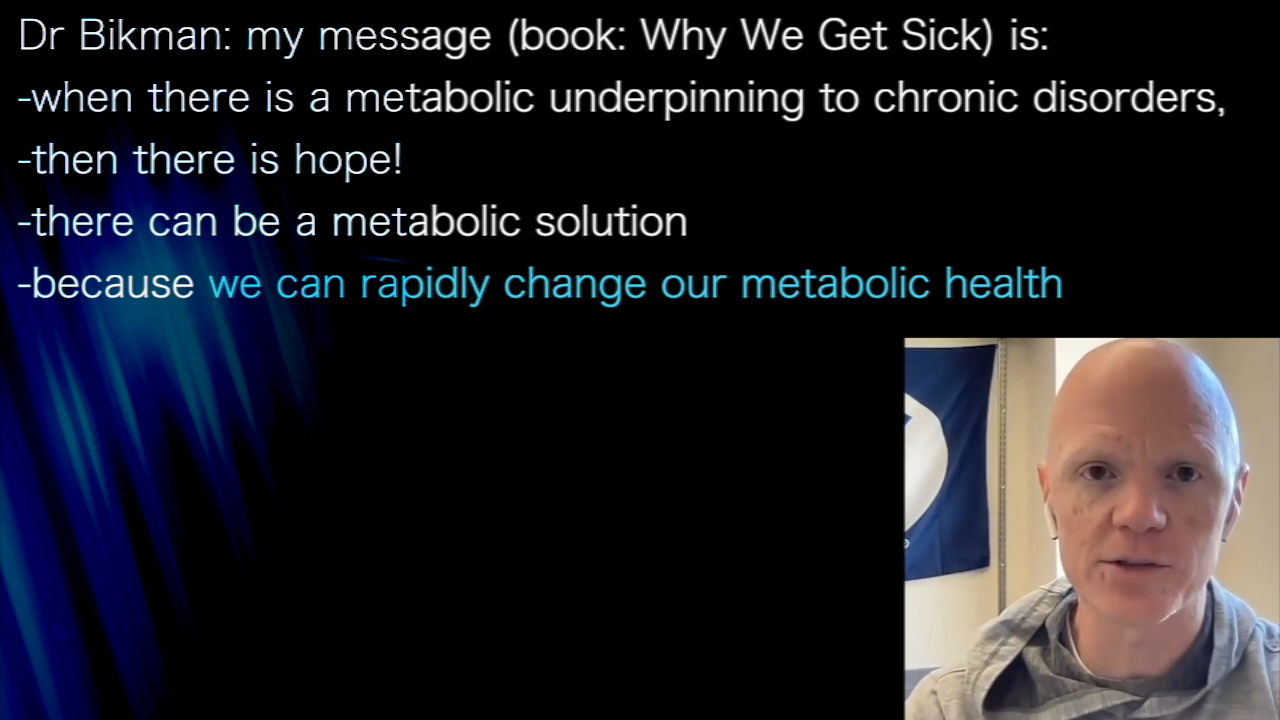 Dr Bikman: my message (book: Why We Get Sick) is:
-when there is a metabolic underpinning to chronic disorders,
-then there is hope!
-there can be a metabolic solution
-because we can rapidly change our metabolic health